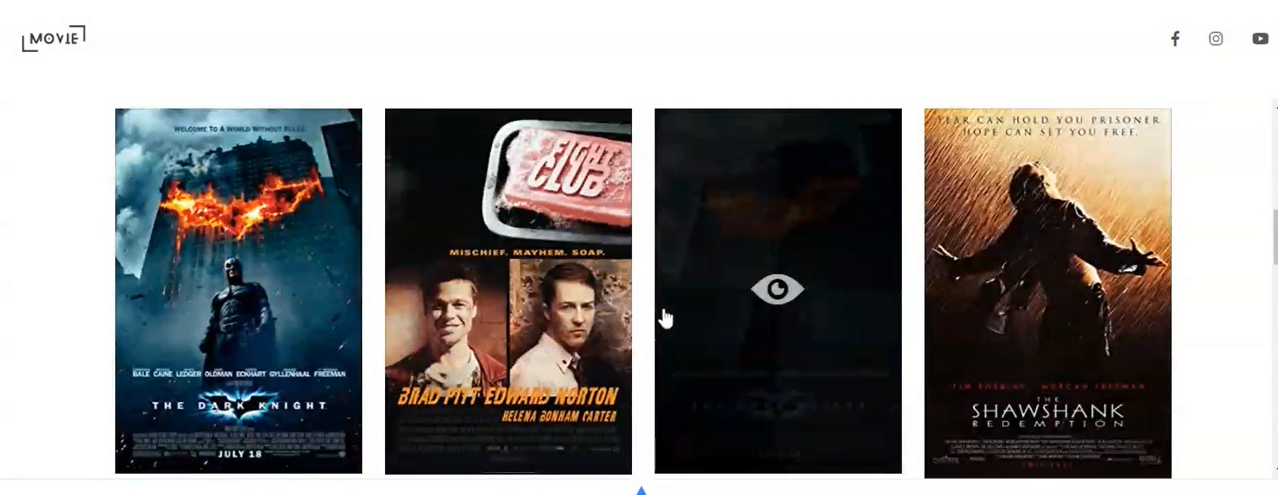 MOVIE
WELCOME TO A WORLD WITHOUT RULES
BALE CAINE LEDGER OLDMAN ECKHART GYLLENHAAL FREEMAN
THE DARK KNIGHT
JULY 18
FIGHT
CLUB
MISCHIEF. MAYHEM. SOAP.
BRAD PITT EDWARD NORTON
HELENA BONHAM CARTER
FEAR CAN HOLD YOU PRISONER.
HOPE CAN SET YOU FREE.
TIM ROBBINS MORGAN FREEMAN
THE
SHAWSHANK
REDEMPTION